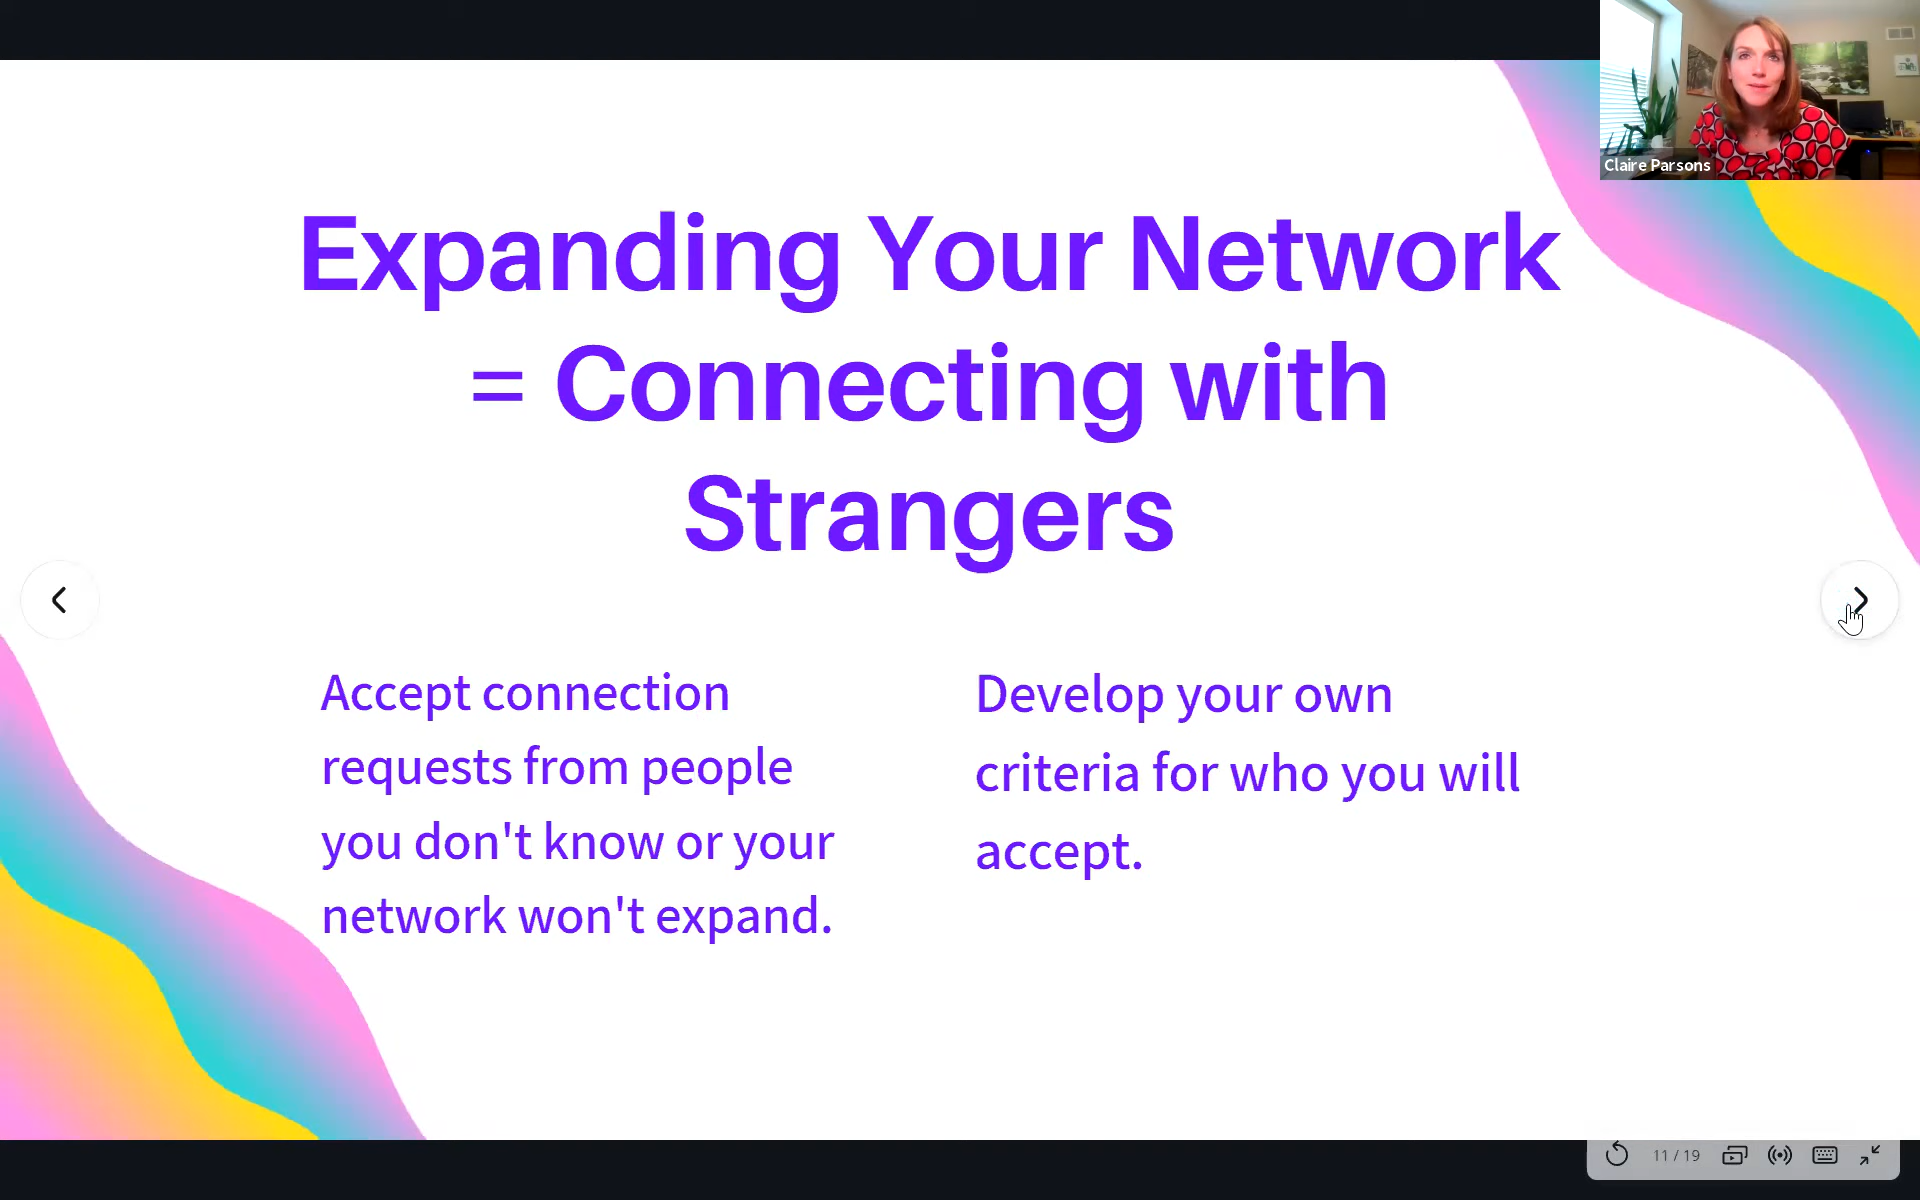 Claire Parsons
Expanding Your Network
= Connecting with
Strangers
Accept connection
requests from people
you don't know or your
network won't expand.
Develop your own
criteria for who you will
accept.
11 / 19